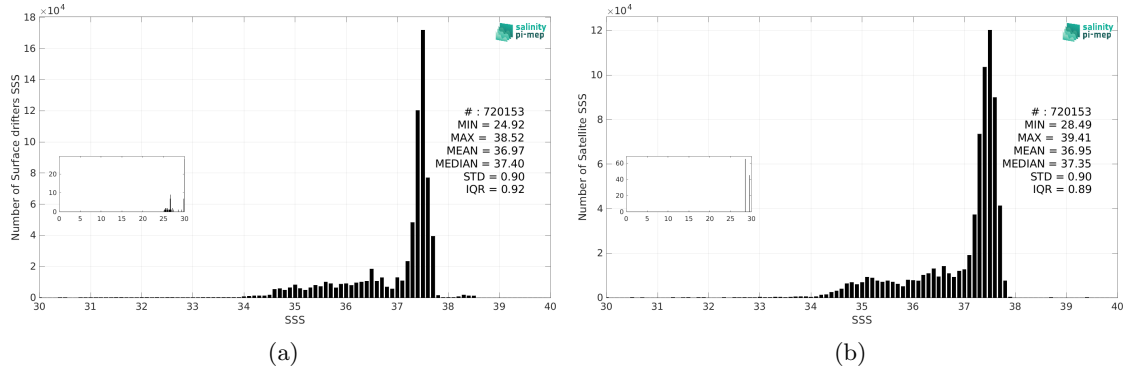 ×10⁴
18
16
14
12
10
8
6
4
2
0
Number of Surface drifters SSS
salinity
pi-mep
# : 720153
MIN = 24.92
MAX = 38.52
MEAN = 36.97
MEDIAN = 37.40
STD = 0.90
IQR = 0.92
20
10
0
0 5 10 15 20 25 30
30 31 32 33 34 35 36 37 38 39 40
SSS
(a)
×10⁴
12
10
8
6
4
2
0
Number of Satellite SSS
salinity
pi-mep
# : 720153
MIN = 28.49
MAX = 39.41
MEAN = 36.95
MEDIAN = 37.35
STD = 0.90
IQR = 0.89
60
40
20
0
0 5 10 15 20 25 30
30 31 32 33 34 35 36 37 38 39 40
SSS
(b)